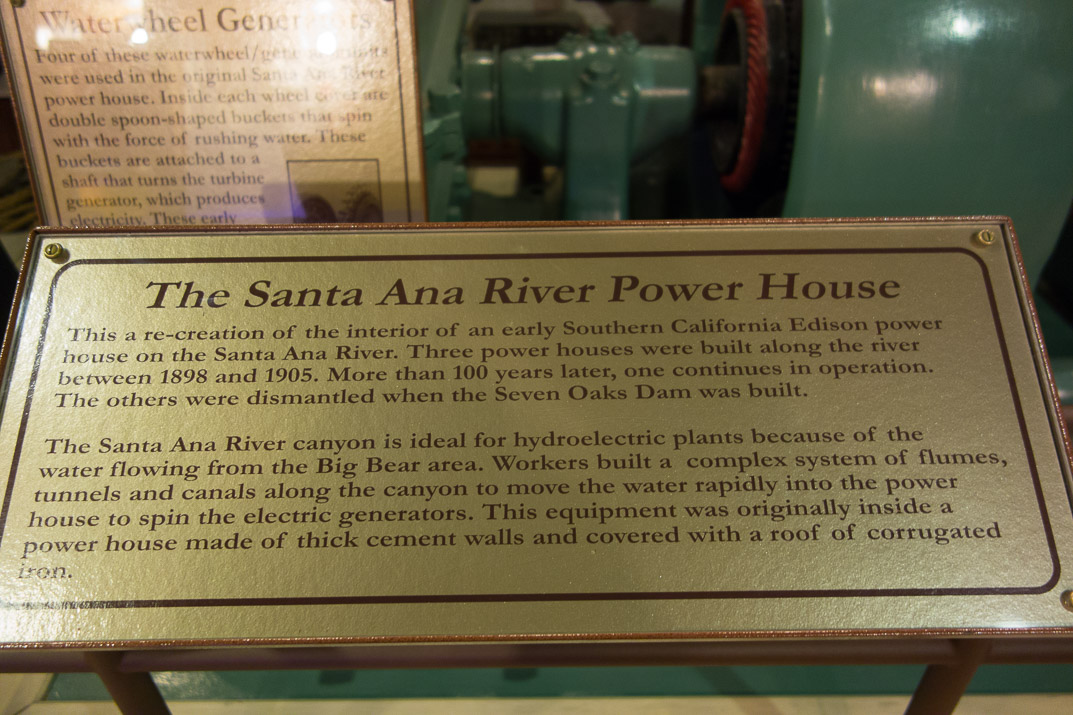 Waterwheel Generators
Four of these waterwheel/generator units
were used in the original Santa Ana River
power house. Inside each wheel cover are
double spoon-shaped buckets that spin
with the force of rushing water. These
buckets are attached to a
shaft that turns the turbine
generator, which produces
electricity. These early
The Santa Ana River Power House
This a re-creation of the interior of an early Southern California Edison power
house on the Santa Ana River. Three power houses were built along the river
between 1898 and 1905. More than 100 years later, one continues in operation.
The others were dismantled when the Seven Oaks Dam was built.
The Santa Ana River canyon is ideal for hydroelectric plants because of the
water flowing from the Big Bear area. Workers built a complex system of flumes,
tunnels and canals along the canyon to move the water rapidly into the power
house to spin the electric generators. This equipment was originally inside a
power house made of thick cement walls and covered with a roof of corrugated
iron.